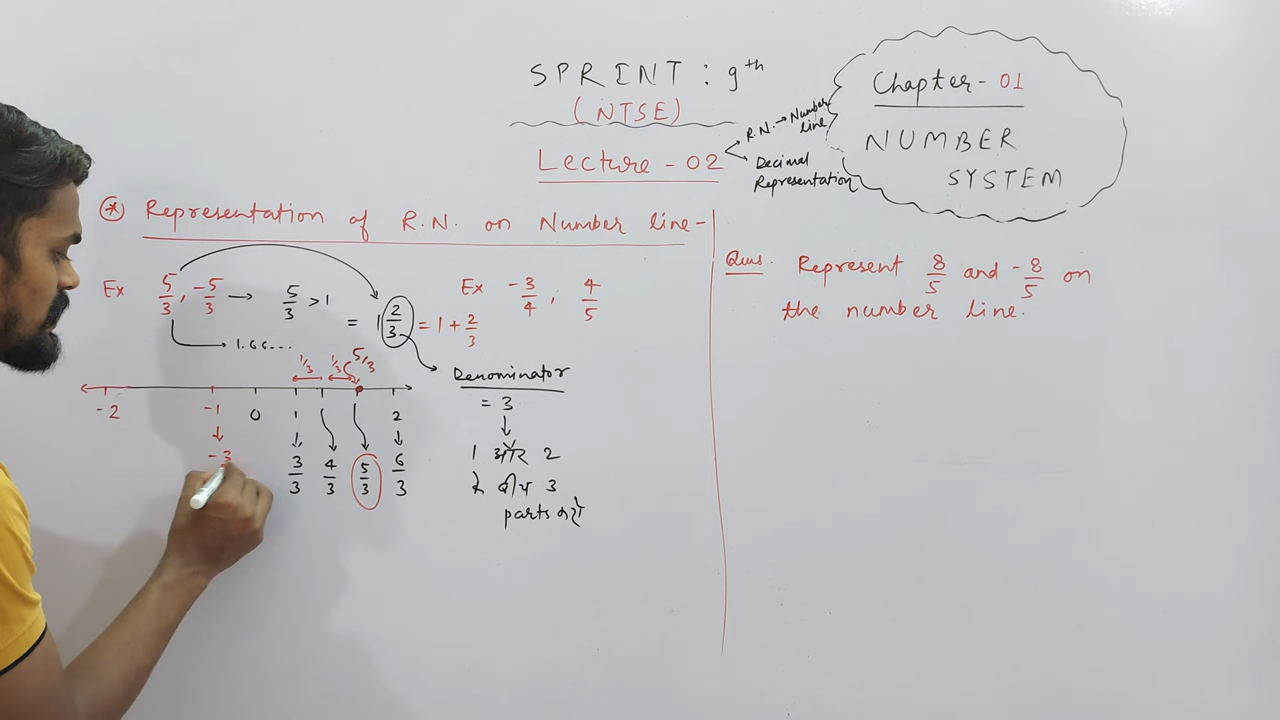 SPRINT : 9th
(NTSE)
Lecture - 02
R.N. → Number line
Decimal Representation
Chapter - 01
NUMBER
SYSTEM
* Representation of R.N. on Number line -
Ex 5/3, -5/3 → 5/3 > 1
= 1 2/3 = 1 + 2/3
1.66...
Ex -3/4, 4/5
1/3 1/3 5/3
-2 -1 0 1 2
-3
3/3 4/3 5/3 6/3
Denominator
= 3
↓
1 और 2
के बीच 3
parts करो
Ques. Represent 8/5 and -8/5 on
the number line.